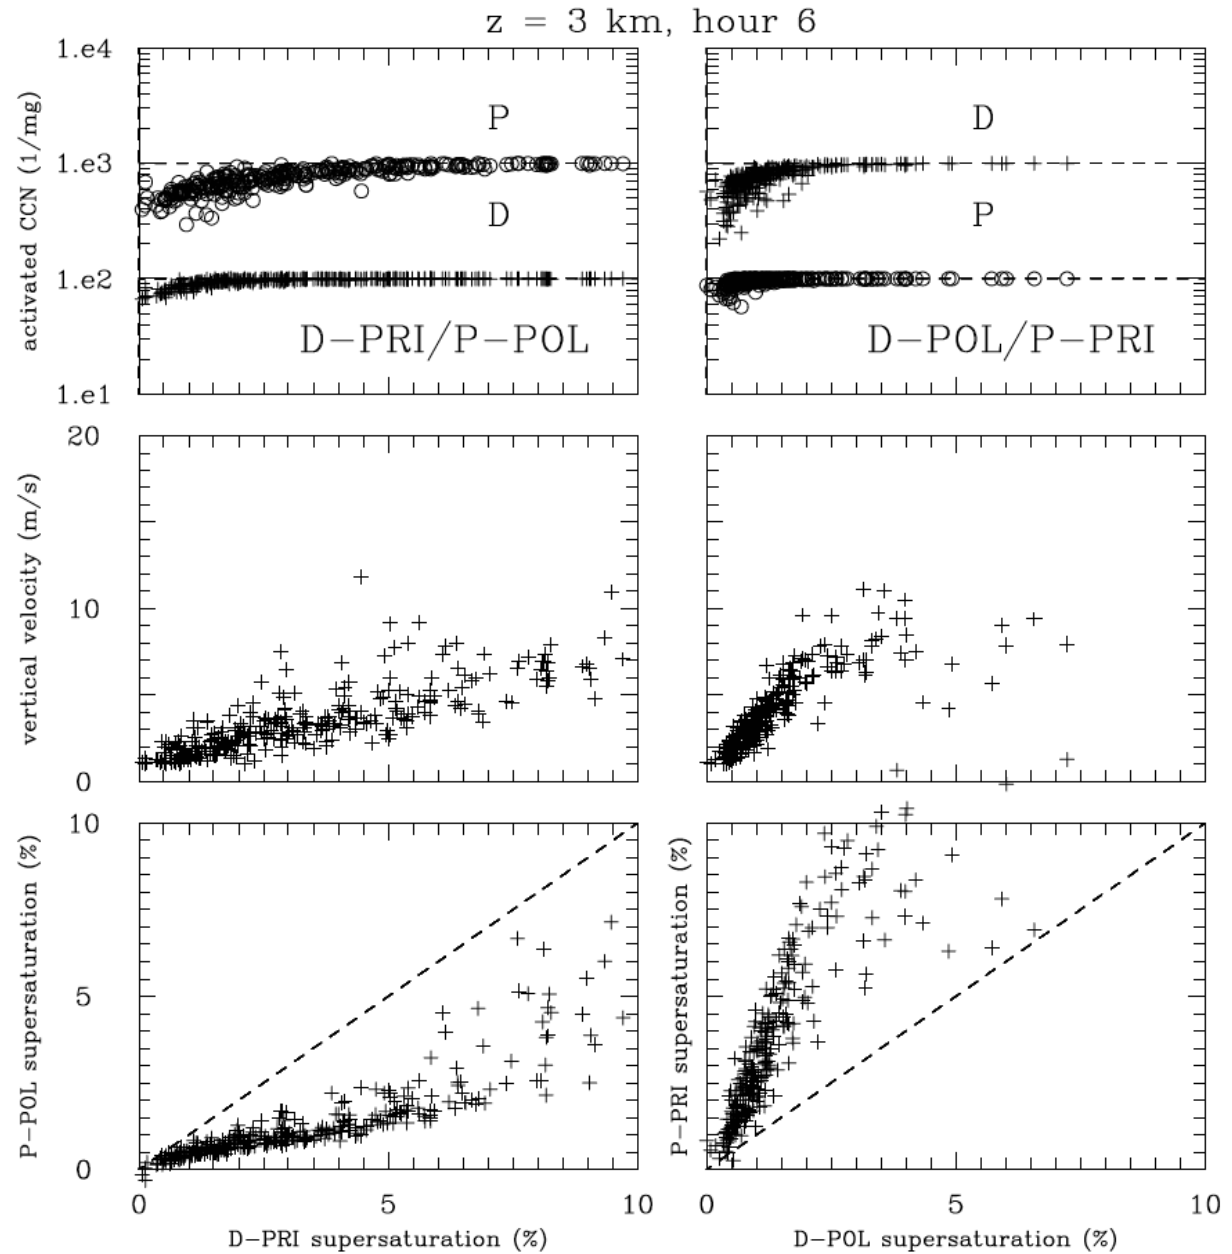 z = 3 km, hour 6
activated CCN (1/mg)
1.e4
1.e3
1.e2
1.e1
P
D
D-PRI/P-POL
D
P
D-POL/P-PRI
vertical velocity (m/s)
20
10
0
P-POL supersaturation (%)
10
5
0
0 5 10
D-PRI supersaturation (%)
P-PRI supersaturation (%)
0 5 10
D-POL supersaturation (%)